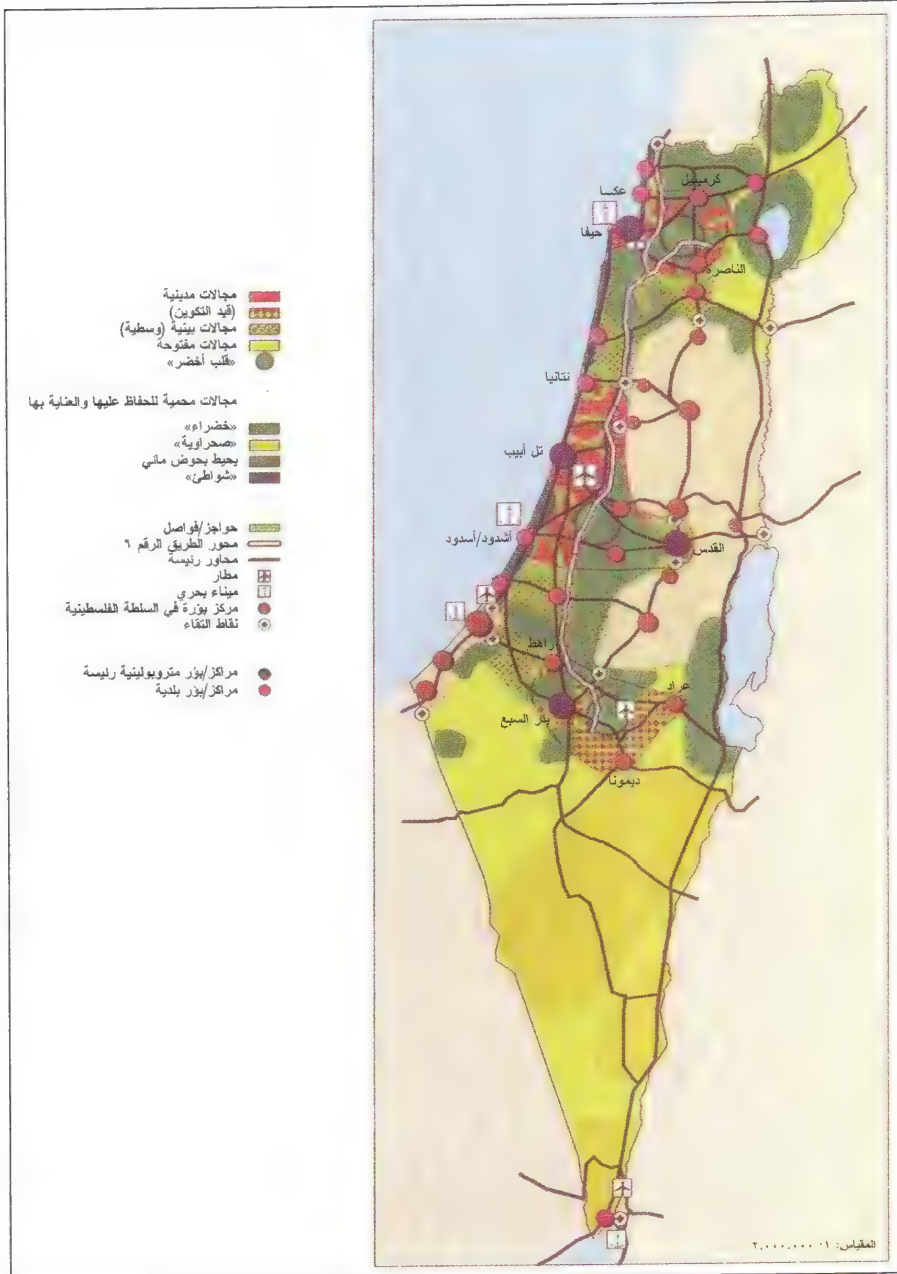 مجالات مدينية
(قيد التكوين)
مجالات بينية (وسطية)
مجالات مفتوحة
«قلب أخضر»
مجالات محمية للحفاظ عليها والعناية بها
«خضراء»
«صحراوية»
يحيط بحوض مائي
«شواطئ»
حواجز/فواصل
محور الطريق الرقم ٦
محاور رئيسة
مطار
ميناء بحري
مركز بؤرة في السلطة الفلسطينية
نقاط التقاء
مراكز/بؤر متروبولينية رئيسة
مراكز/بؤر بلدية
كرميئيل
عكسا
حيفا
الناصرة
نتانيا
تل أبيب
أشدود/أسدود
القدس
راهط
عراد
بئر السبع
ديمونا
المقياس: ١ - ٢,٠٠٠,٠٠٠